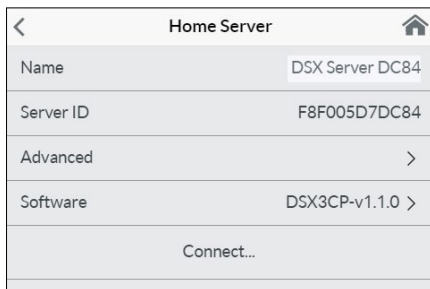 Home Server
Name DSX Server DC84
Server ID F8F005D7DC84
Advanced
Software DSX3CP-v1.1.0
Connect...